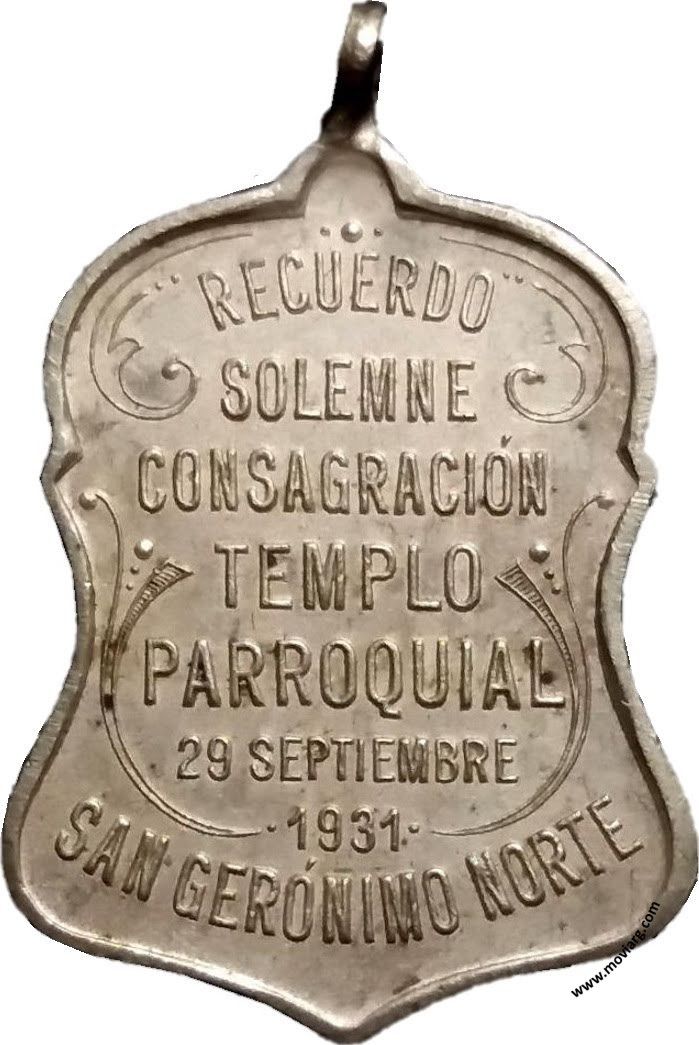 RECUERDO
SOLEMNE
CONSAGRACIÓN
TEMPLO
PARROQUIAL
29 SEPTIEMBRE
·1931·
SAN GERÓNIMO NORTE
www.moviarg.com